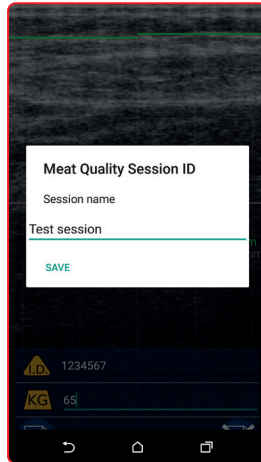 Meat Quality Session ID
Session name
Test session
SAVE
I.D. 1234567
KG 65